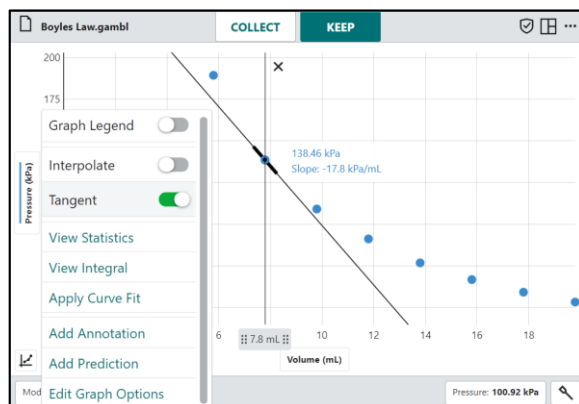 Boyles Law.gambl
COLLECT
KEEP
200
175
Pressure (kPa)
Graph Legend
Interpolate
Tangent
View Statistics
View Integral
Apply Curve Fit
Add Annotation
Add Prediction
Edit Graph Options
138.46 kPa
Slope: -17.8 kPa/mL
6
7.8 mL
10
12
14
16
18
Volume (mL)
Mod
Pressure: 100.92 kPa